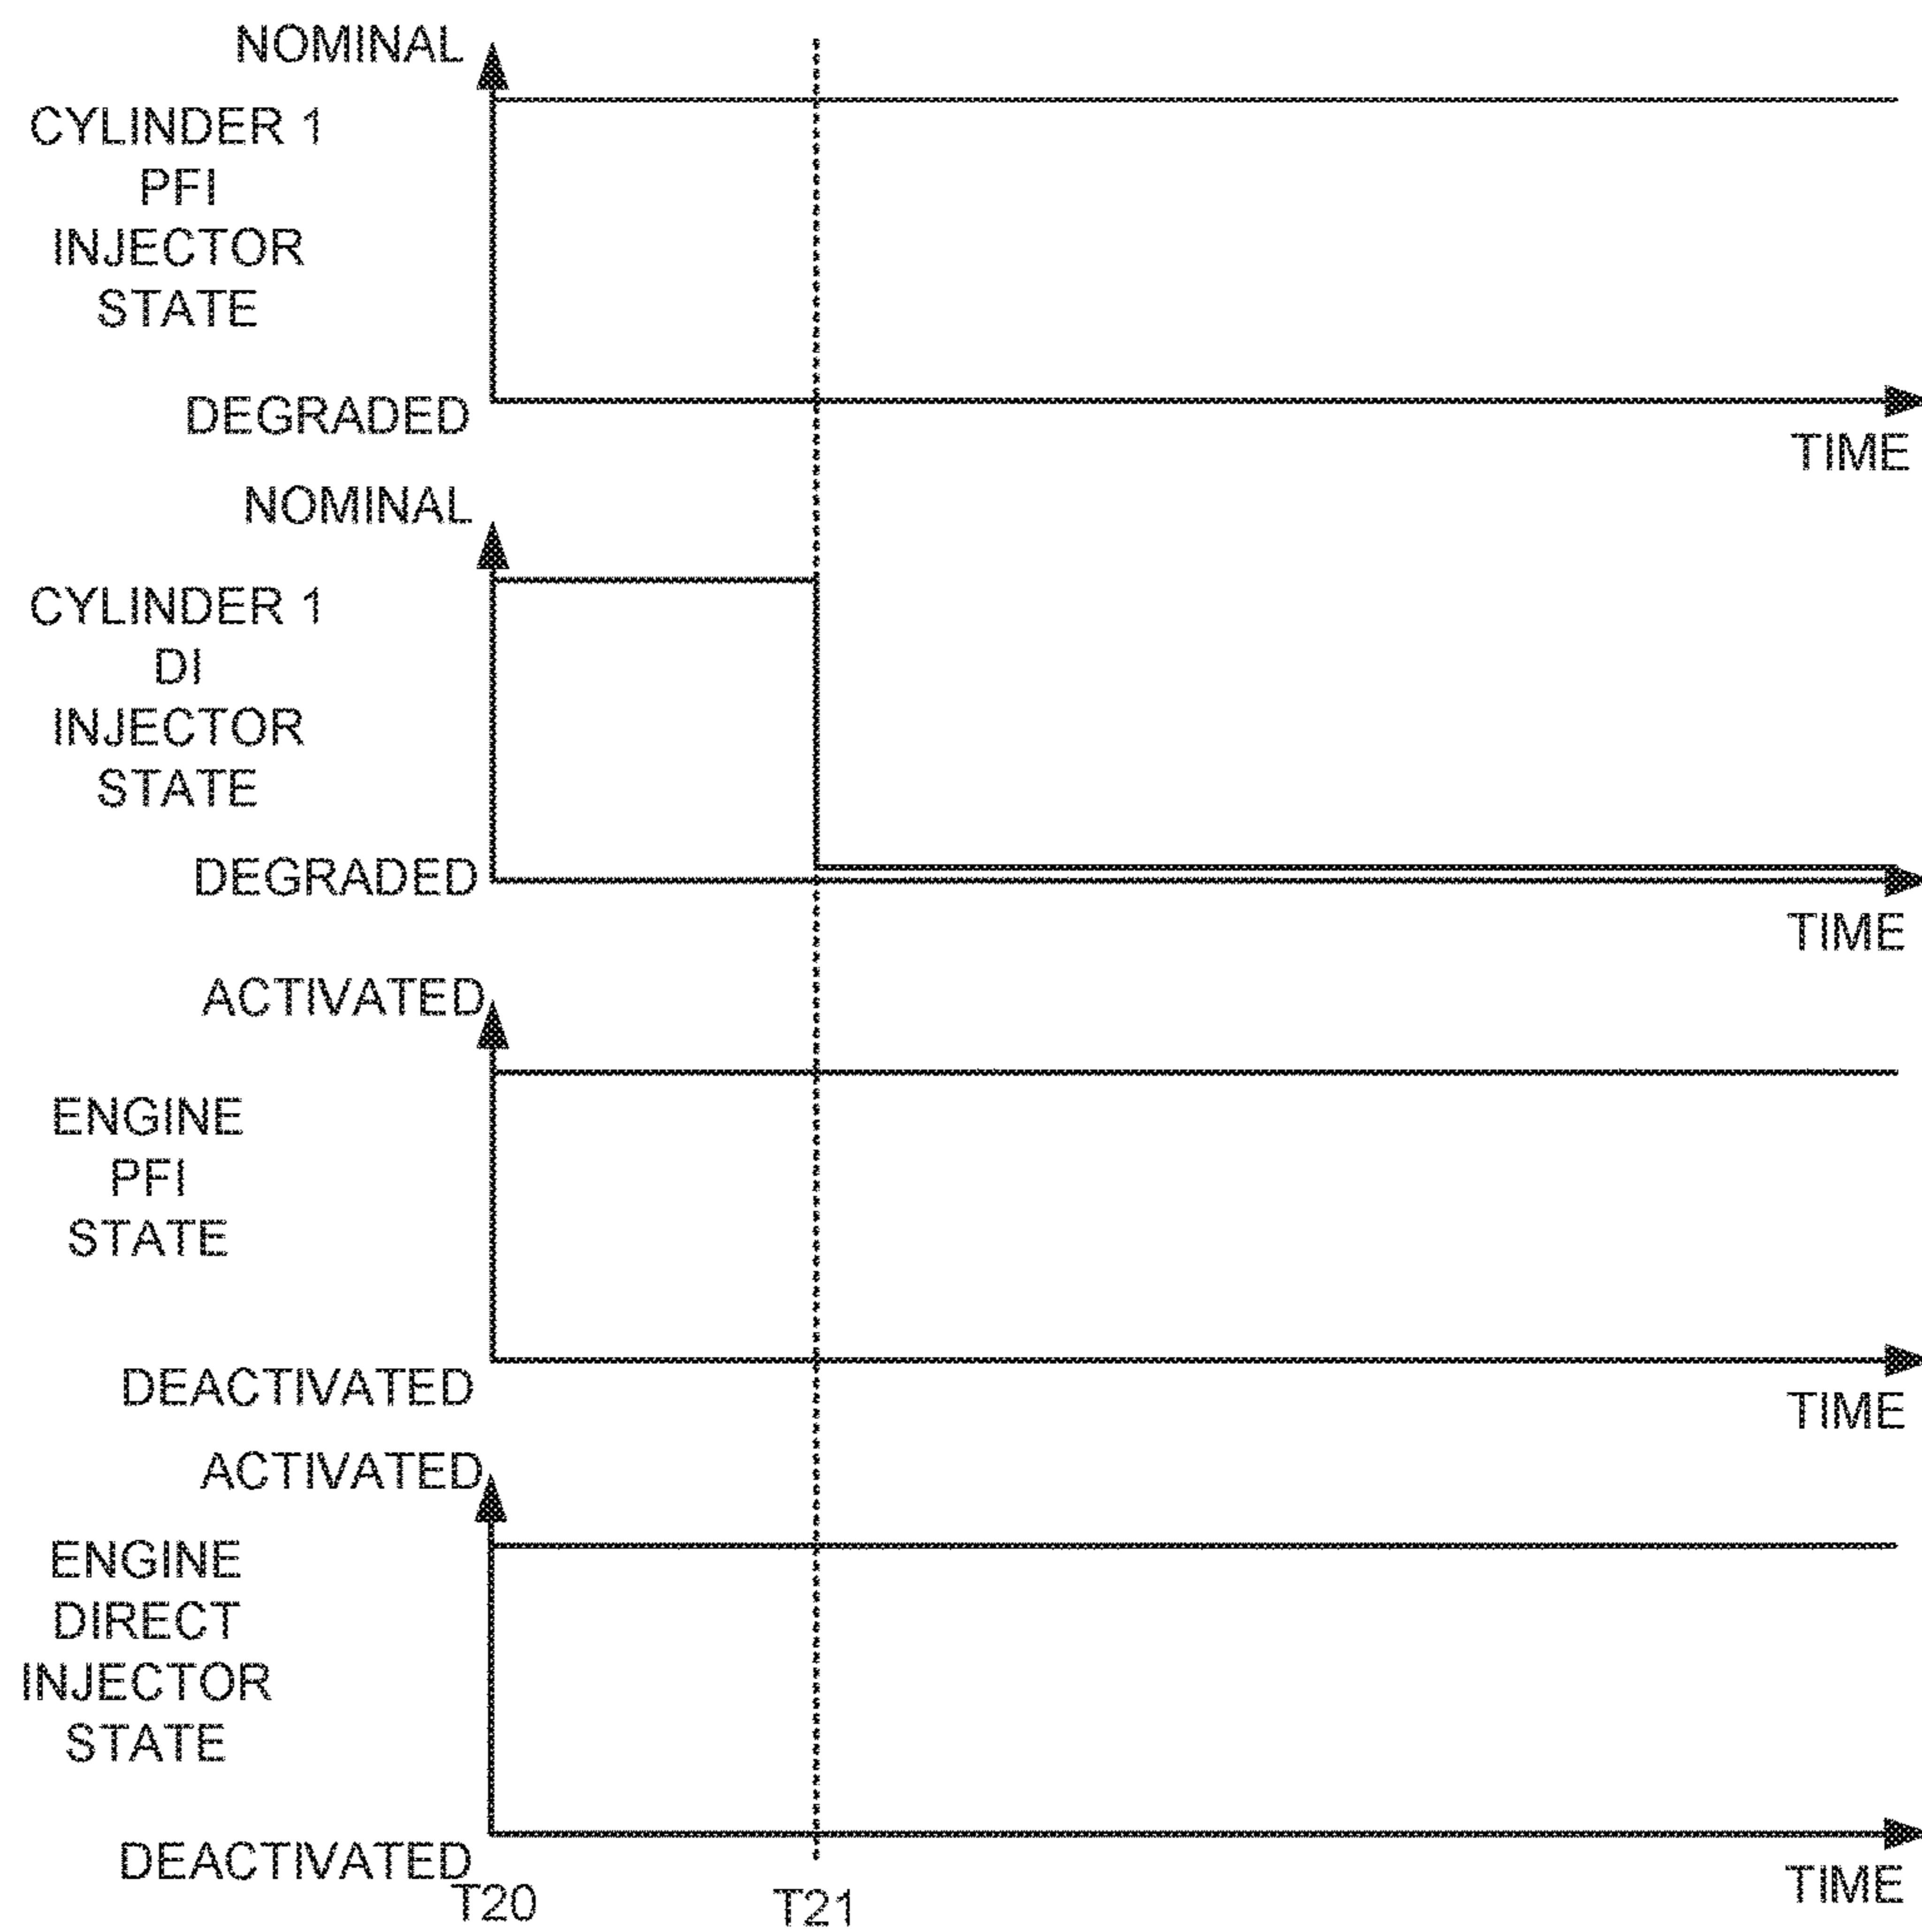 NOMINAL
CYLINDER 1
PFI
INJECTOR
STATE
DEGRADED
TIME
NOMINAL
CYLINDER 1
DI
INJECTOR
STATE
DEGRADED
TIME
ACTIVATED
ENGINE
PFI
STATE
DEACTIVATED
TIME
ACTIVATED
ENGINE
DIRECT
INJECTOR
STATE
DEACTIVATED
TIME
T20
T21